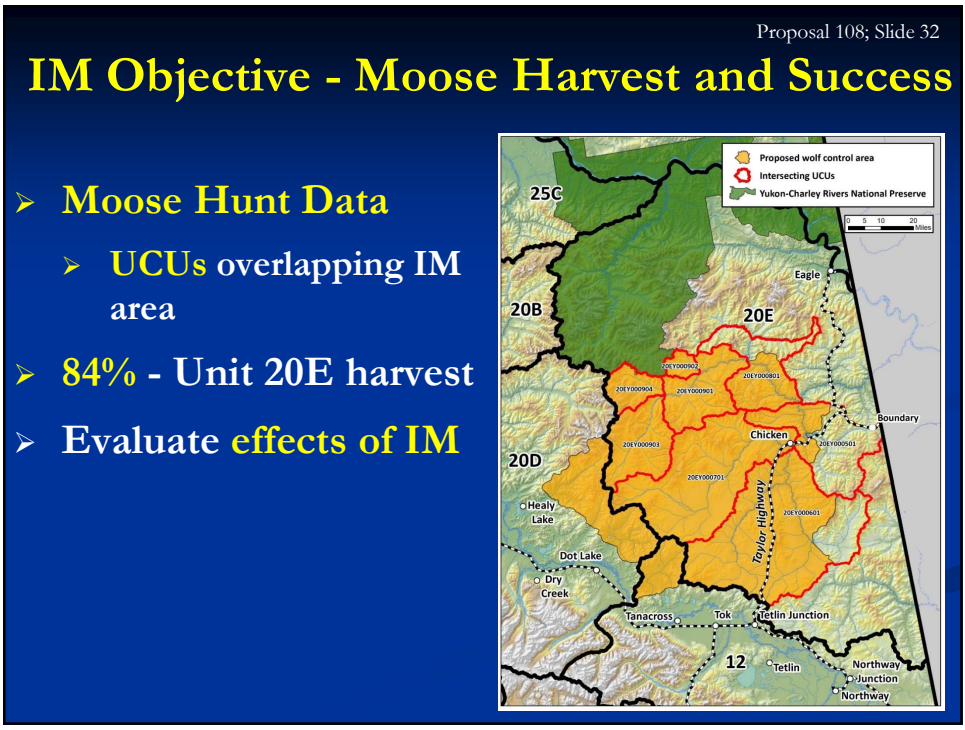 Proposal 108; Slide 32
IM Objective - Moose Harvest and Success
Moose Hunt Data
UCUs overlapping IM
area
84% - Unit 20E harvest
Evaluate effects of IM
Proposed wolf control area
Intersecting UCUs
Yukon-Charley Rivers National Preserve
0 5 10 20
Miles
25C
Eagle
20B
20E
20EY000902
20EY000801
20EY000904
20EY000901
Boundary
Chicken
20EY000903
20EY000501
20D
20EY000701
Taylor Highway
20EY000601
Healy
Lake
Dot Lake
Dry
Creek
Tanacross
Tok
Tetlin Junction
12
Tetlin
Northway
Junction
Northway